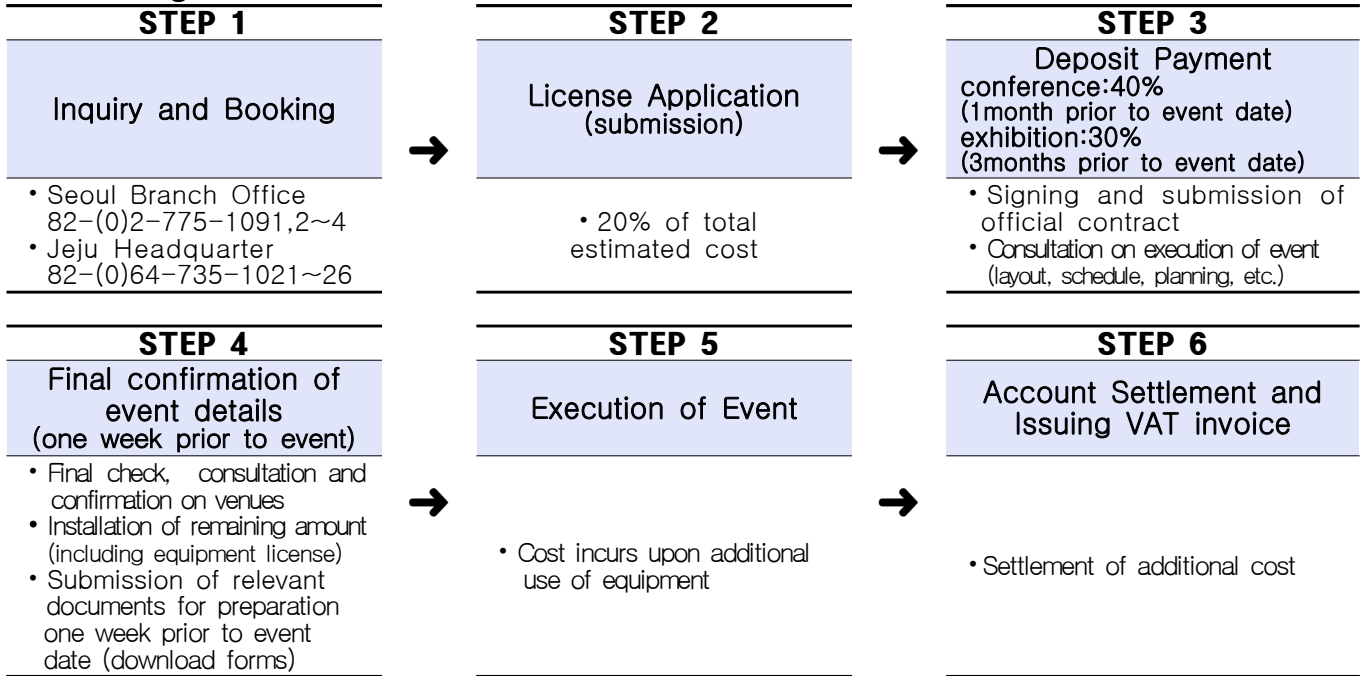 STEP 1
Inquiry and Booking
• Seoul Branch Office
82-(0)2-775-1091,2~4
• Jeju Headquarter
82-(0)64-735-1021~26
STEP 2
License Application
(submission)
• 20% of total
estimated cost
STEP 3
Deposit Payment
conference:40%
(1month prior to event date)
exhibition:30%
(3months prior to event date)
• Signing and submission of
official contract
• Consultation on execution of event
(layout, schedule, planning, etc.)
STEP 4
Final confirmation of
event details
(one week prior to event)
• Final check, consultation and
confirmation on venues
• Installation of remaining amount
(including equipment license)
• Submission of relevant
documents for preparation
one week prior to event
date (download forms)
STEP 5
Execution of Event
• Cost incurs upon additional
use of equipment
STEP 6
Account Settlement and
Issuing VAT invoice
• Settlement of additional cost